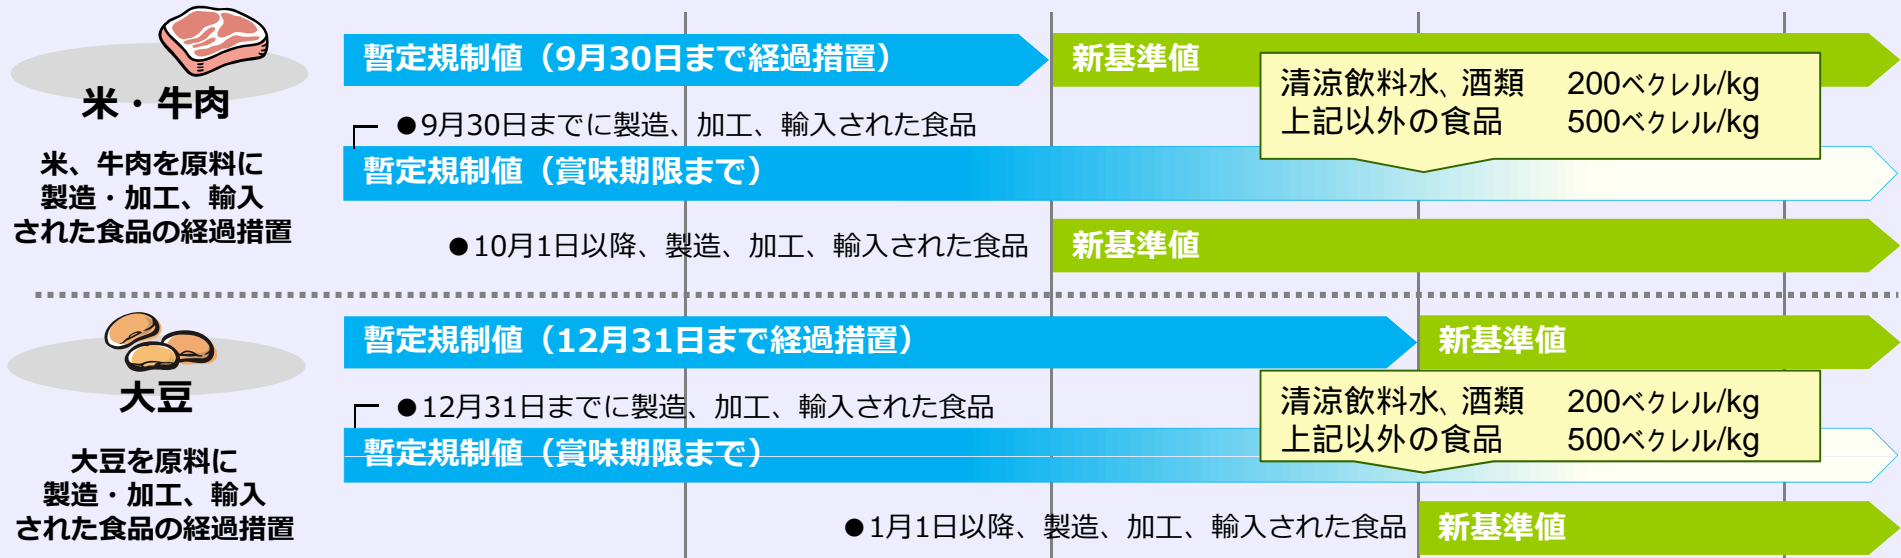 暫定規制値（9月30日まで経過措置）
新基準値
清涼飲料水、酒類 200ベクレル/kg
上記以外の食品 500ベクレル/kg
米・牛肉
●9月30日までに製造、加工、輸入された食品
米、牛肉を原料に
製造・加工、輸入
された食品の経過措置
暫定規制値（賞味期限まで）
●10月1日以降、製造、加工、輸入された食品
新基準値
暫定規制値（12月31日まで経過措置）
新基準値
大豆
●12月31日までに製造、加工、輸入された食品
清涼飲料水、酒類 200ベクレル/kg
上記以外の食品 500ベクレル/kg
暫定規制値（賞味期限まで）
大豆を原料に
製造・加工、輸入
された食品の経過措置
●1月1日以降、製造、加工、輸入された食品
新基準値